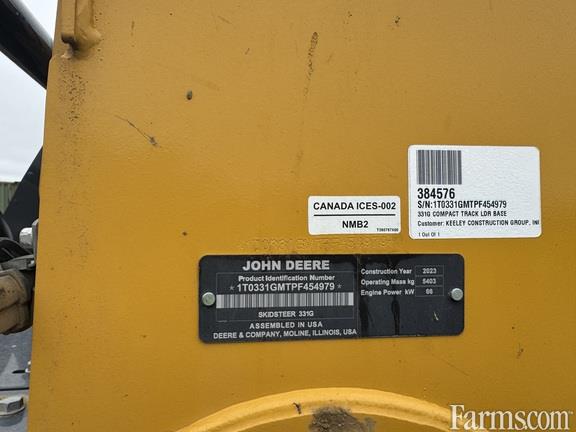 384576
S/N:1T0331GMTPF454979
331G COMPACT TRACK LDR BASE
Customer: KEELEY CONSTRUCTION GROUP, INC
1 Out Of 1
CANADA ICES-002
NMB2
JOHN DEERE
Product Identification Number
*1T0331GMTPF454979*
SKIDSTEER 331G
ASSEMBLED IN USA
DEERE & COMPANY, MOLINE, ILLINOIS, USA
Construction Year 2023
Operating Mass kg 5403
Engine Power kW 66
Farms.com